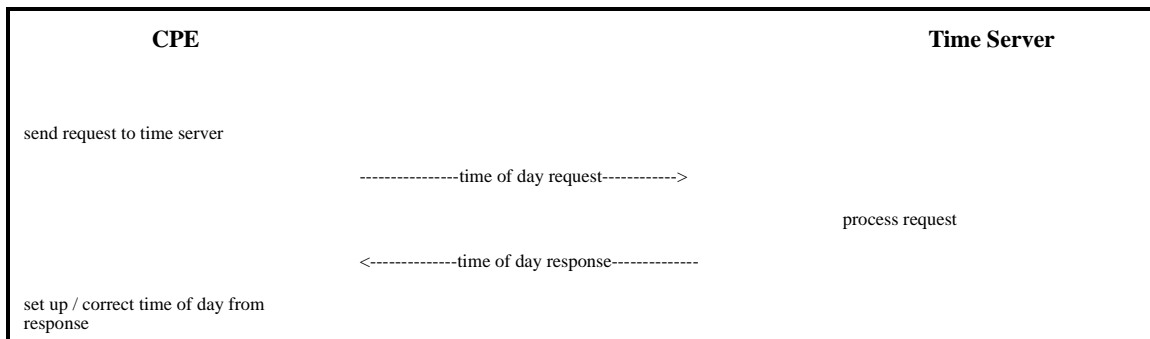 CPE Time Server
send request to time server
----------------time of day request------------>
process request
<--------------time of day response--------------
set up / correct time of day from
response